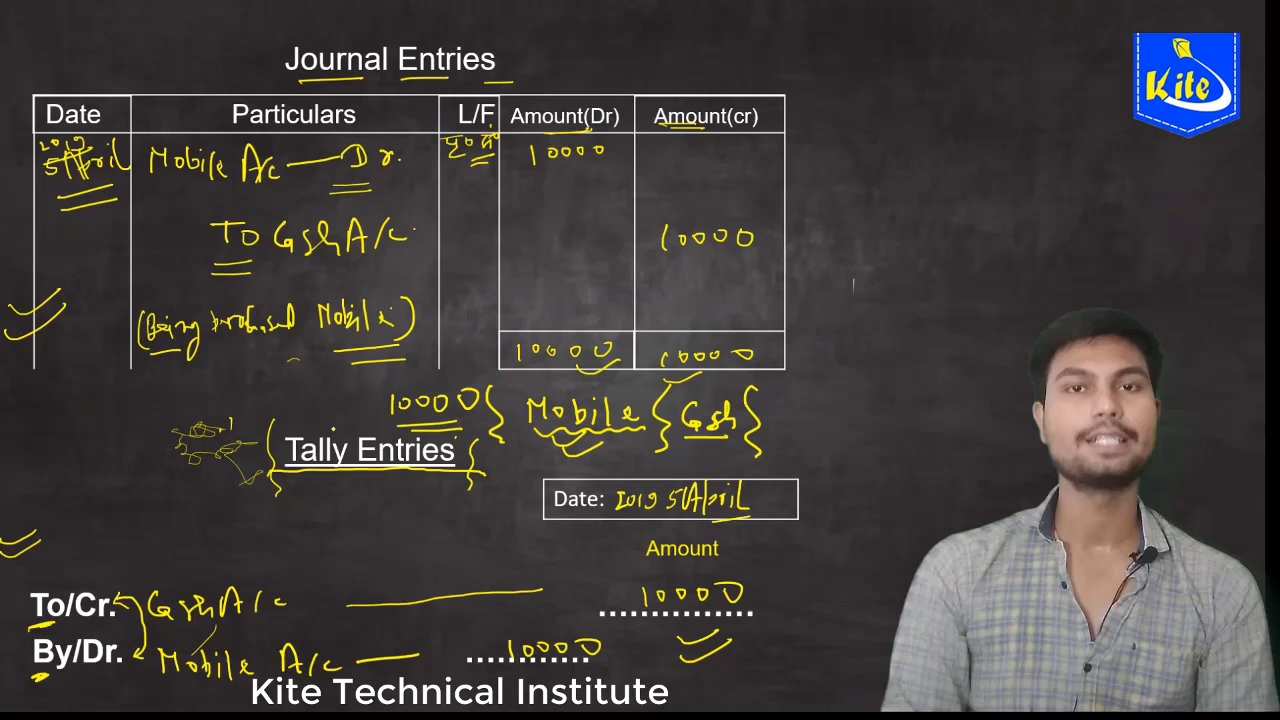 Journal Entries
Kite
Date Particulars L/F Amount(Dr) Amount(cr)
2019
5 April Mobile A/c Dr. 10000
To Cash A/c 10000
(Being Mobile)
10000 10000
10000 } Mobile { Cash }
Tally Entries
Date: 2019 5 April
Amount
To/Cr. Cash A/c 10000
By/Dr. Mobile A/c 10000
Kite Technical Institute